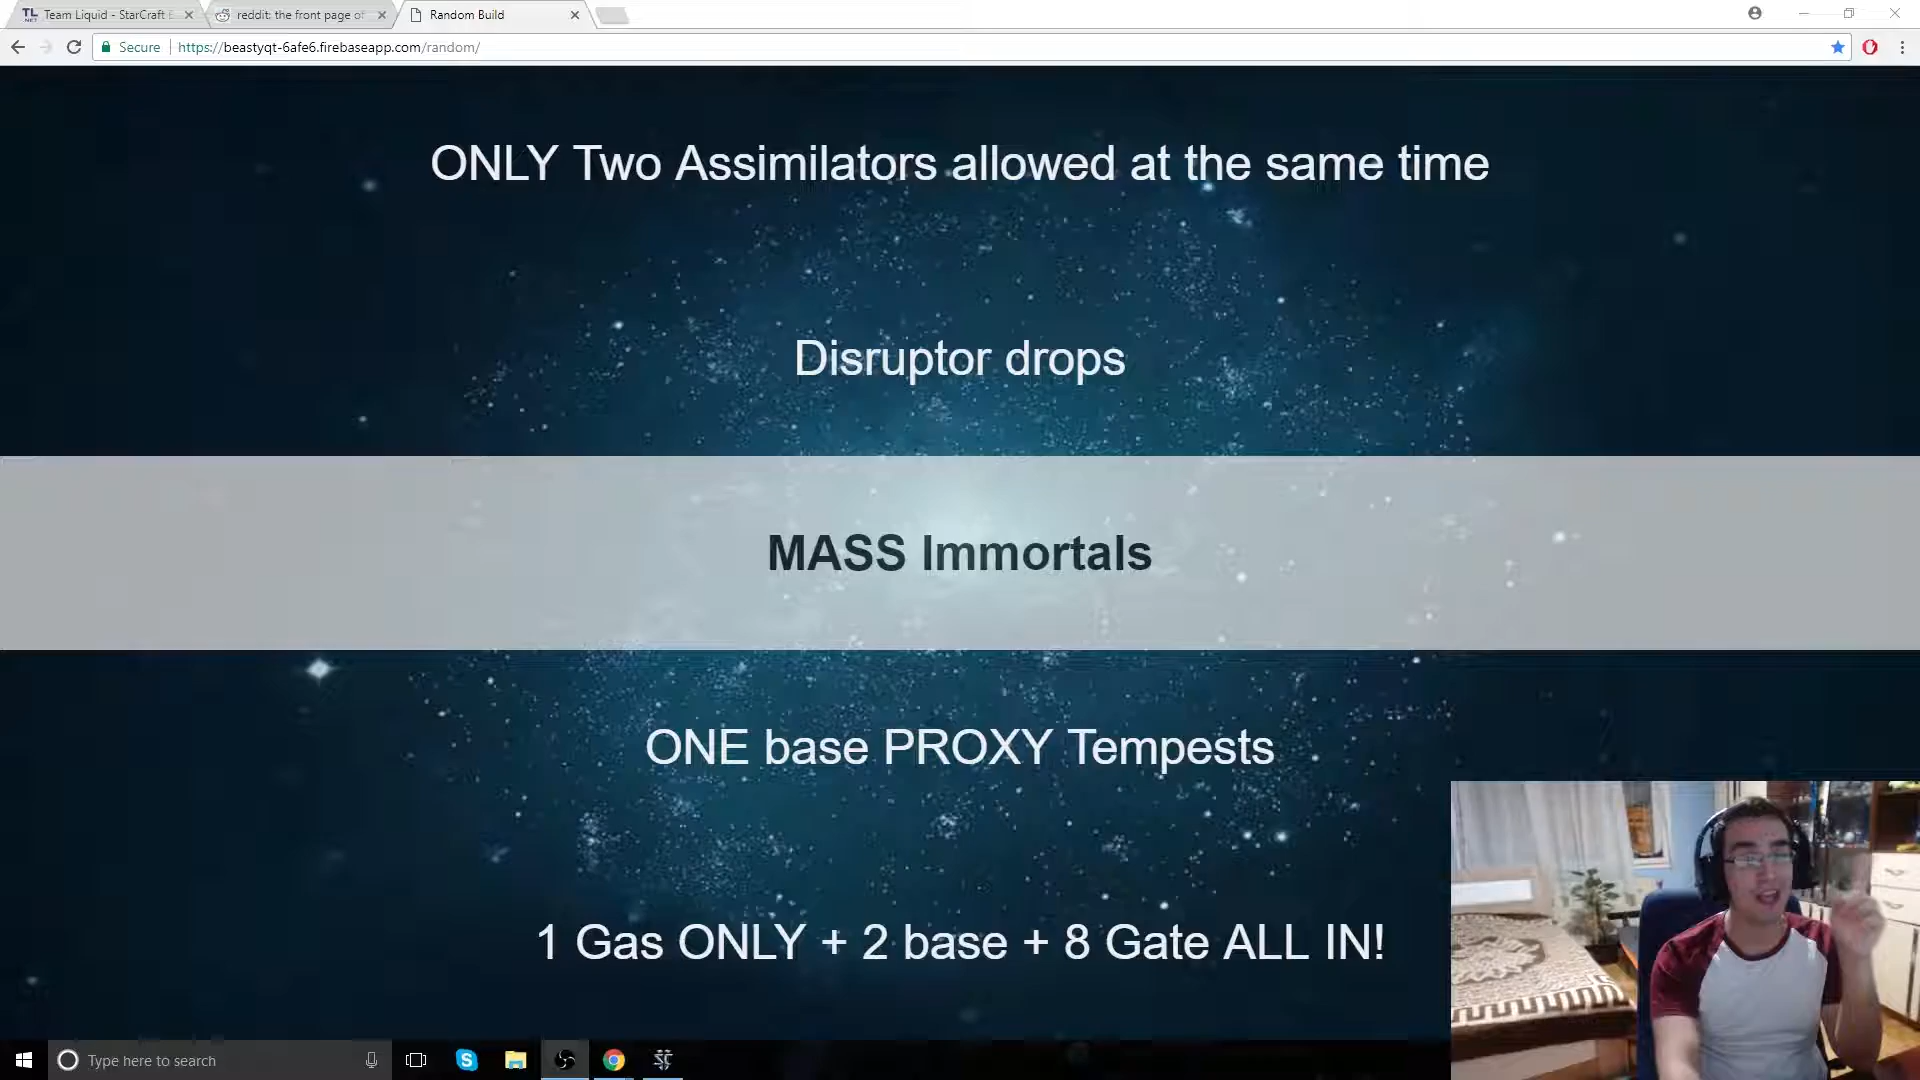 Team Liquid - StarCraft
reddit: the front page of
Random Build
Secure
https://beastyqt-6afe6.firebaseapp.com/random/
ONLY Two Assimilators allowed at the same time
Disruptor drops
MASS Immortals
ONE base PROXY Tempests
1 Gas ONLY + 2 base + 8 Gate ALL IN!
Type here to search